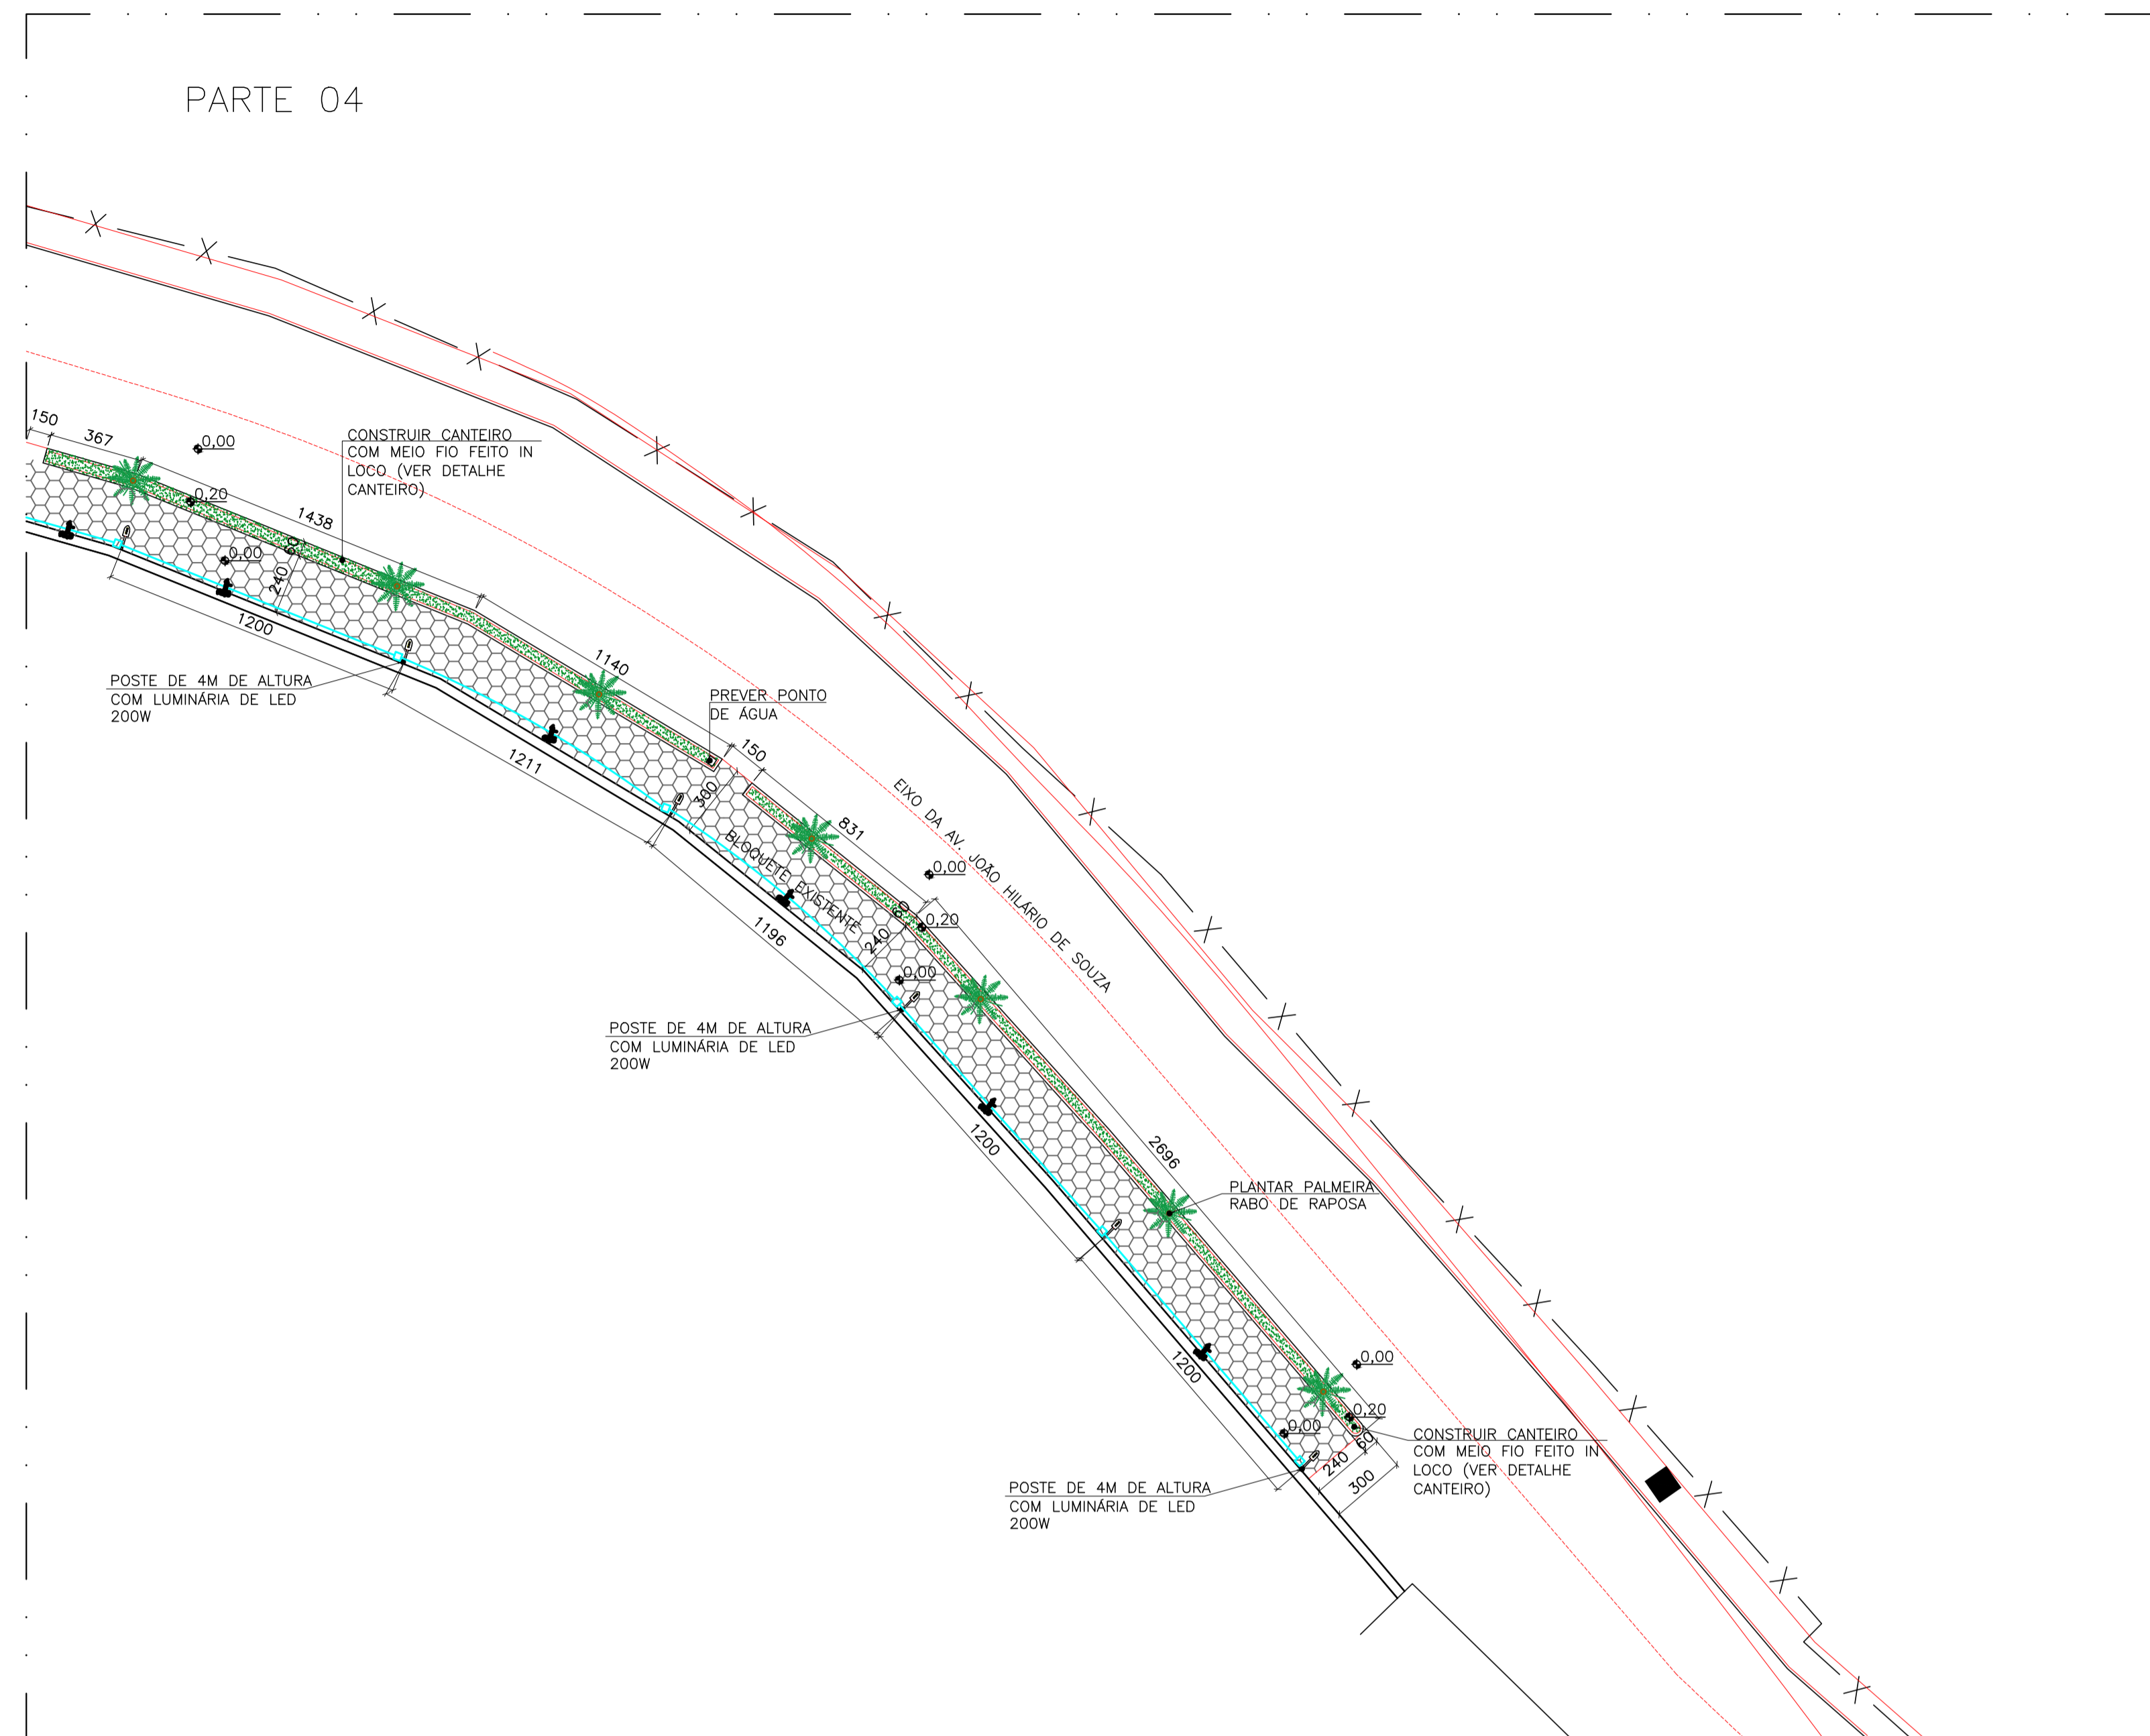 PARTE 04
150
367
0,00
CONSTRUIR CANTEIRO
COM MEIO FIO FEITO IN
LOCO (VER DETALHE
CANTEIRO)
0,20
1438
60
0,00
240
1200
POSTE DE 4M DE ALTURA
COM LUMINÁRIA DE LED
200W
1140
PREVER PONTO
DE ÁGUA
1211
150
300
831
BLOQUETE EXISTENTE
EIXO DA AV. JOÃO HILÁRIO DE SOUZA
0,00
60
0,20
240
1196
0,00
POSTE DE 4M DE ALTURA
COM LUMINÁRIA DE LED
200W
1200
2696
PLANTAR PALMEIRA
RABO DE RAPOSA
1200
0,00
0,20
0,00
60
240
300
CONSTRUIR CANTEIRO
COM MEIO FIO FEITO IN
LOCO (VER DETALHE
CANTEIRO)
POSTE DE 4M DE ALTURA
COM LUMINÁRIA DE LED
200W